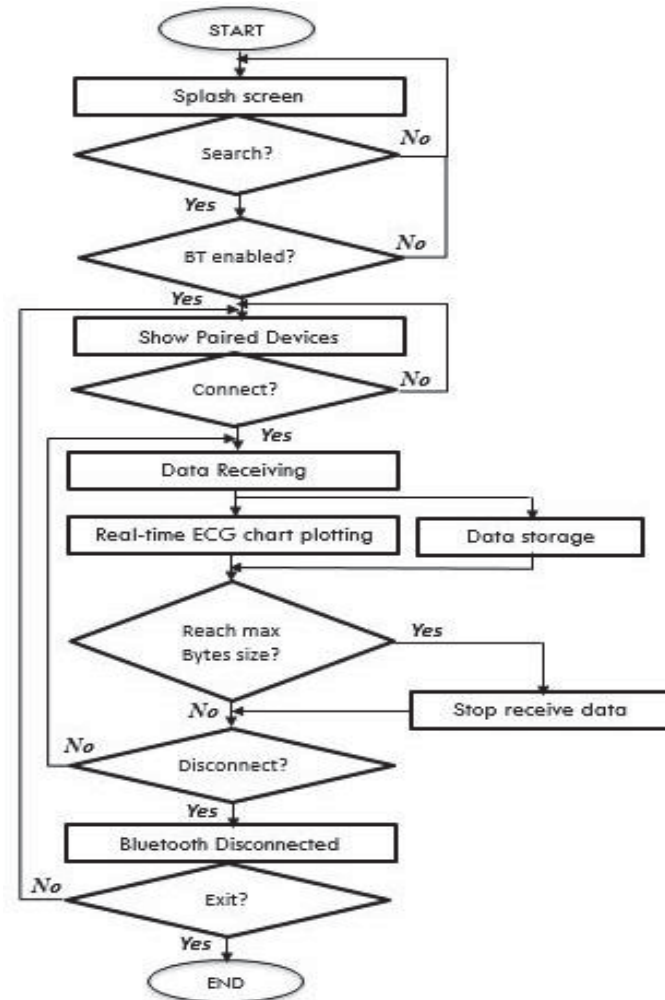 START
Splash screen
Search?
No
Yes
BT enabled?
No
Yes
Show Paired Devices
Connect?
No
Yes
Data Receiving
Real-time ECG chart plotting
Data storage
Reach max
Bytes size?
Yes
No
Stop receive data
No
Disconnect?
Yes
Bluetooth Disconnected
No
Exit?
Yes
END